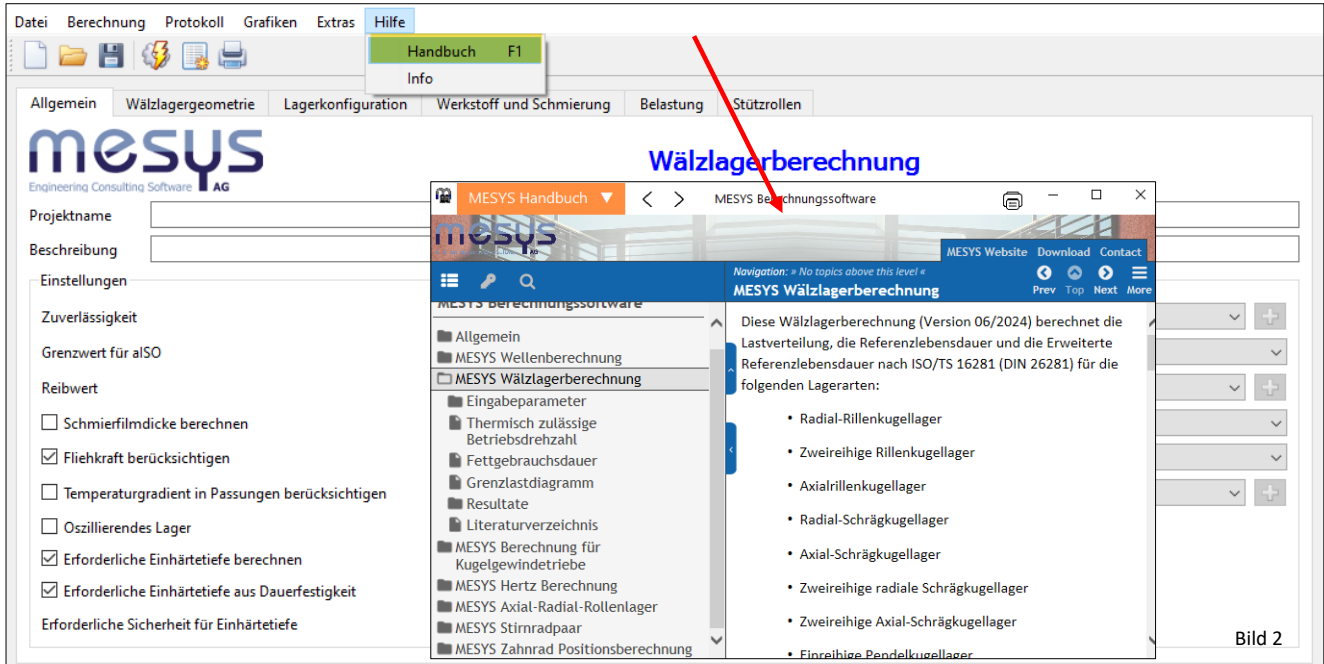 Datei Berechnung Protokoll Grafiken Extras Hilfe
Handbuch F1
Info
Allgemein Wälzlagergeometrie Lagerkonfiguration Werkstoff und Schmierung Belastung Stützrollen
mesys
Engineering Consulting Software AG
Wälzlagerberechnung
Projektname
Beschreibung
Einstellungen
Zuverlässigkeit
Grenzwert für aISO
Reibwert
Schmierfilmdicke berechnen
Fliehkraft berücksichtigen
Temperaturgradient in Passungen berücksichtigen
Oszillierendes Lager
Erforderliche Einhärtetiefe berechnen
Erforderliche Einhärtetiefe aus Dauerfestigkeit
Erforderliche Sicherheit für Einhärtetiefe
MESYS Handbuch
MESYS Berechnungssoftware
mesys
MESYS Website Download Contact
Navigation: » No topics above this level «
MESYS Wälzlagerberechnung
Prev Top Next More
MESYS Berechnungssoftware
Allgemein
MESYS Wellenberechnung
MESYS Wälzlagerberechnung
Eingabeparameter
Thermisch zulässige
Betriebsdrehzahl
Fettgebrauchsdauer
Grenzlastdiagramm
Resultate
Literaturverzeichnis
MESYS Berechnung für
Kugelgewindetriebe
MESYS Hertz Berechnung
MESYS Axial-Radial-Rollenlager
MESYS Stirnradpaar
MESYS Zahnrad Positionsberechnung
Diese Wälzlagerberechnung (Version 06/2024) berechnet die
Lastverteilung, die Referenzlebensdauer und die Erweiterte
Referenzlebensdauer nach ISO/TS 16281 (DIN 26281) für die
folgenden Lagerarten:
• Radial-Rillenkugellager
• Zweireihige Rillenkugellager
• Axialrillenkugellager
• Radial-Schrägkugellager
• Axial-Schrägkugellager
• Zweireihige radiale Schrägkugellager
• Zweireihige Axial-Schrägkugellager
• Einreihige Pendelkugellager
Bild 2